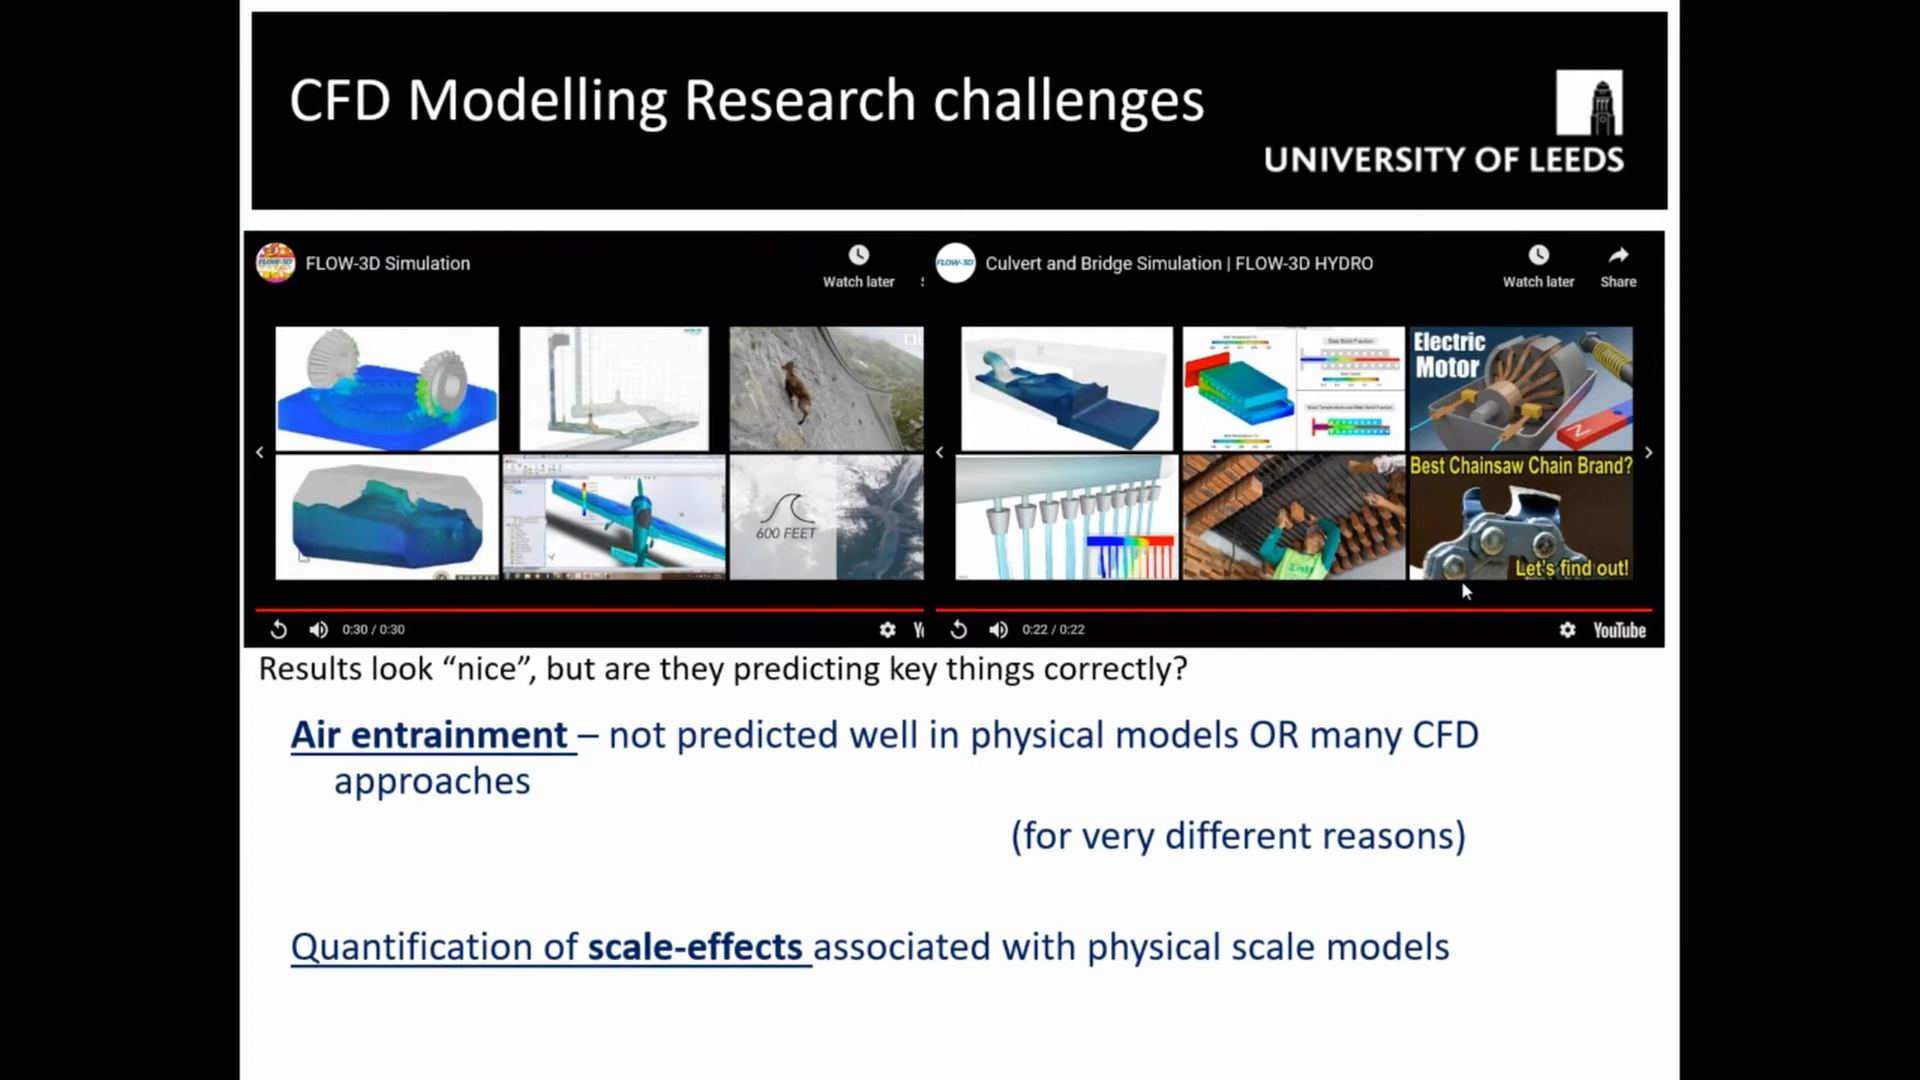 CFD Modelling Research challenges
UNIVERSITY OF LEEDS
FLOW-3D Simulation
Watch later
FLOW-3D
Culvert and Bridge Simulation | FLOW-3D HYDRO
Watch later
Share
Electric
Motor
600 FEET
Best Chainsaw Chain Brand?
Let's find out!
0:30 / 0:30
0:22 / 0:22
YouTube
Results look “nice”, but are they predicting key things correctly?
Air entrainment – not predicted well in physical models OR many CFD
approaches
(for very different reasons)
Quantification of scale-effects associated with physical scale models